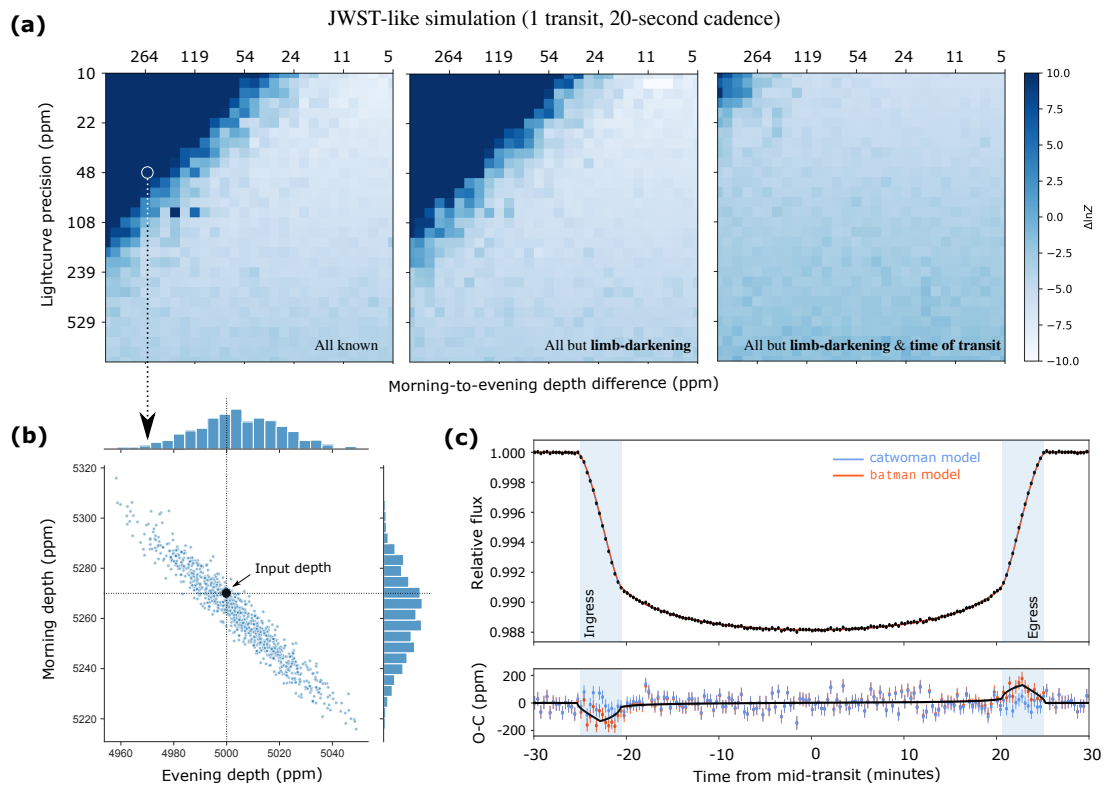 JWST-like simulation (1 transit, 20-second cadence)
(a)
264 119 54 24 11 5
264 119 54 24 11 5
264 119 54 24 11 5
10
22
48
108
239
529
Lightcurve precision (ppm)
All known
All but limb-darkening
All but limb-darkening & time of transit
10.0
7.5
5.0
2.5
0.0
−2.5
−5.0
−7.5
−10.0
ΔlnZ
Morning-to-evening depth difference (ppm)
(b)
5320
5300
5280
5260
5240
5220
Morning depth (ppm)
Input depth
4960 4980 5000 5020 5040
Evening depth (ppm)
(c)
1.000
0.998
0.996
0.994
0.992
0.990
0.988
Relative flux
catwoman model
batman model
Ingress
Egress
200
0
-200
O-C (ppm)
-30 -20 -10 0 10 20 30
Time from mid-transit (minutes)